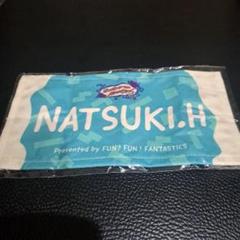 NATSUKI.H
Presented by FUN? FUN! FANTASTICS